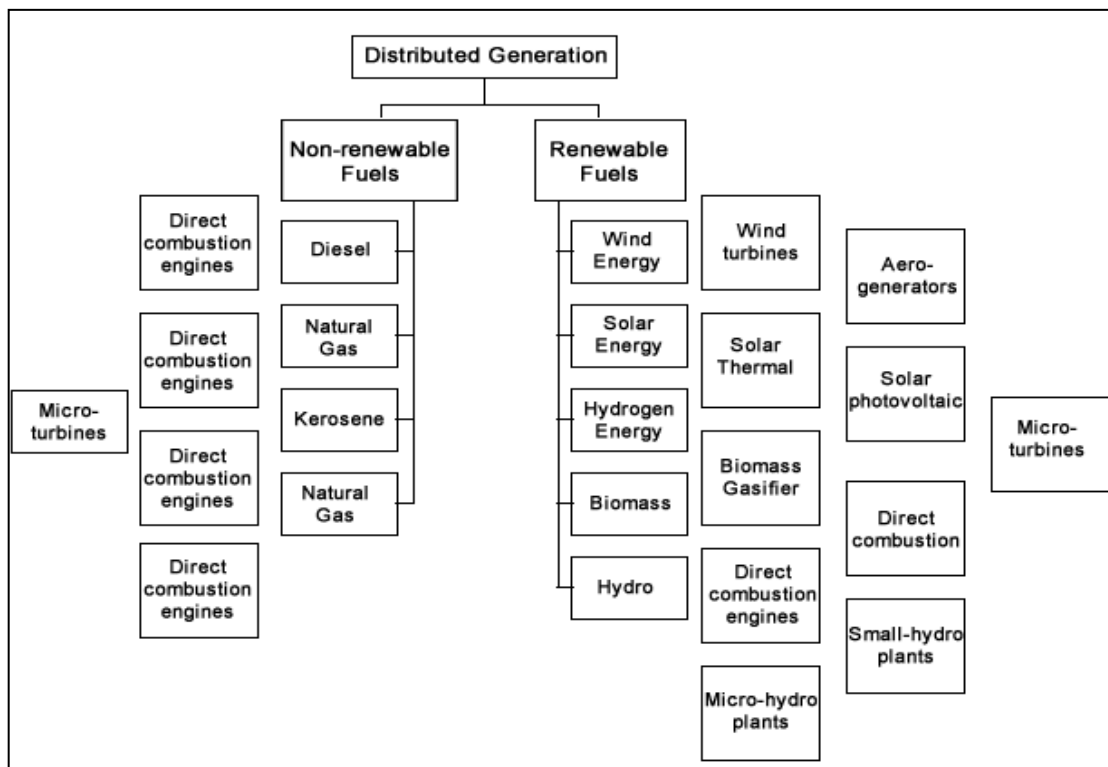 Distributed Generation
Non-renewable
Fuels
Renewable
Fuels
Direct
combustion
engines
Diesel
Wind
Energy
Wind
turbines
Aero-
generators
Direct
combustion
engines
Natural
Gas
Solar
Energy
Solar
Thermal
Solar
photovoltaic
Micro-
turbines
Kerosene
Hydrogen
Energy
Micro-
turbines
Direct
combustion
engines
Natural
Gas
Biomass
Biomass
Gasifier
Direct
combustion
Direct
combustion
engines
Hydro
Direct
combustion
engines
Small-hydro
plants
Micro-hydro
plants